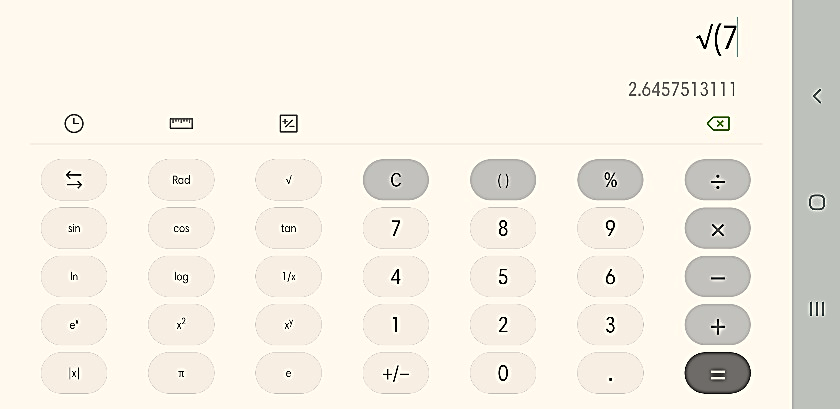 √(7
2.6457513111
Rad √ C () % ÷
sin cos tan 7 8 9 ×
ln log 1/x 4 5 6 −
eˣ x² xʸ 1 2 3 +
|x| π e +/− 0 . =